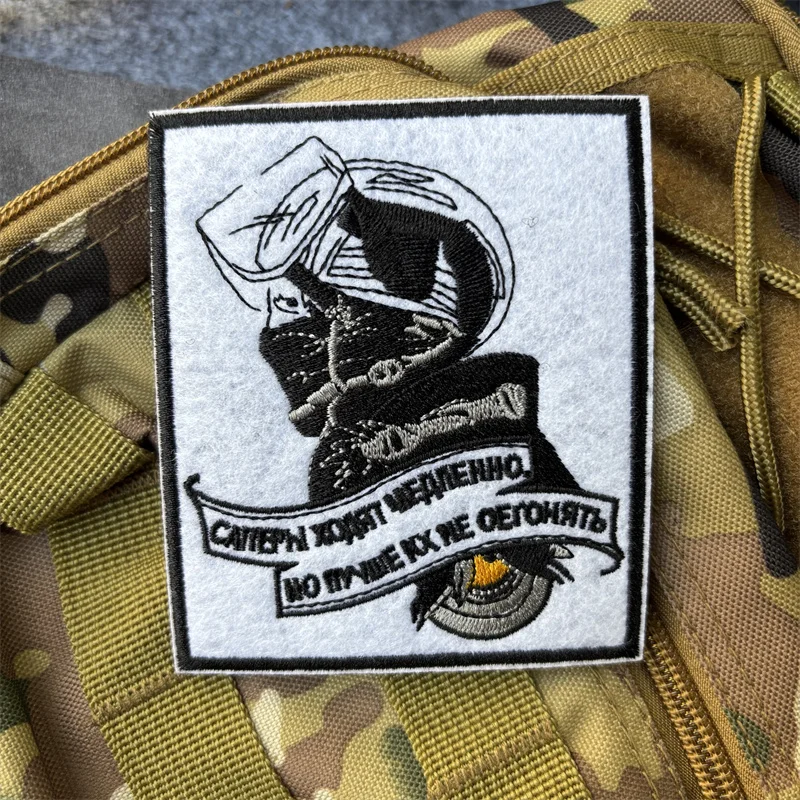 САПЕРЫ ХОДЯТ МЕДЛЕННО.
НО ЛУЧШЕ ИХ НЕ ОБГОНЯТЬ